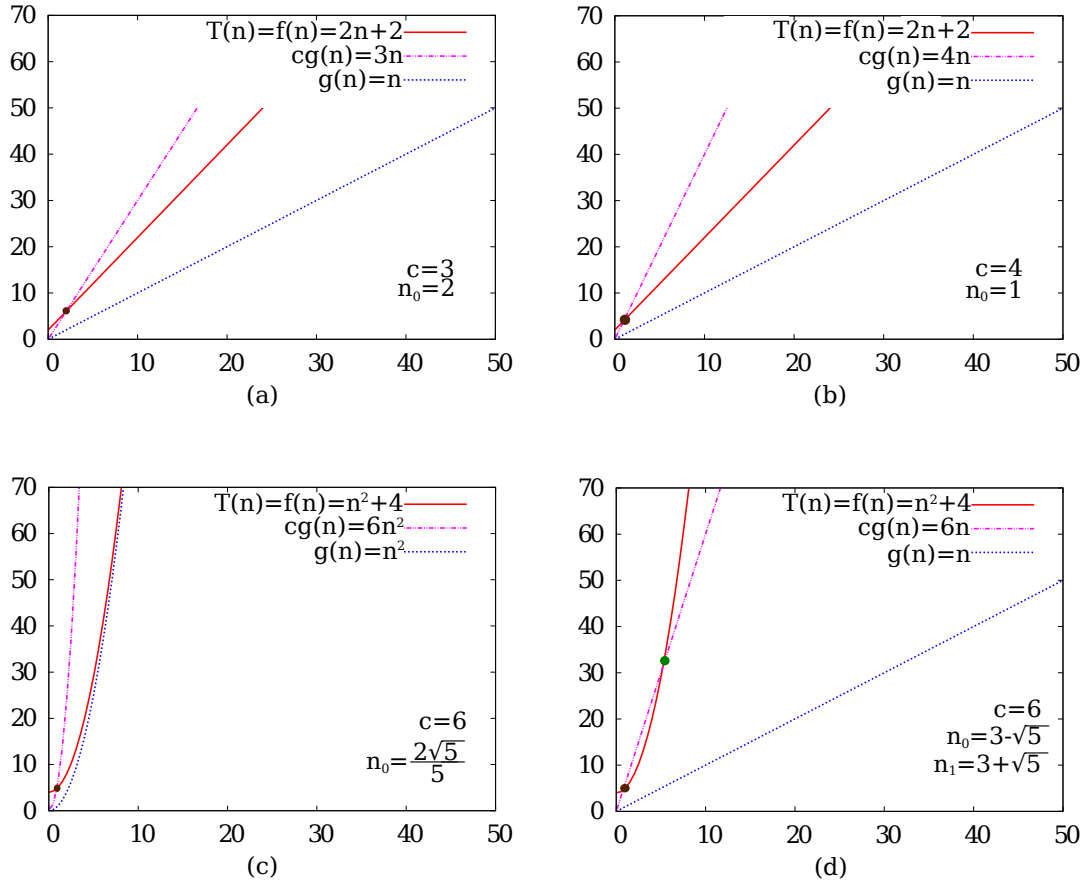 T(n)=f(n)=2n+2
cg(n)=3n
g(n)=n
70
60
50
40
30
20
10
0
c=3
n₀=2
0 10 20 30 40 50
(a)
T(n)=f(n)=2n+2
cg(n)=4n
g(n)=n
70
60
50
40
30
20
10
0
c=4
n₀=1
0 10 20 30 40 50
(b)
T(n)=f(n)=n²+4
cg(n)=6n²
g(n)=n²
70
60
50
40
30
20
10
0
c=6
n₀=2√5/5
0 10 20 30 40 50
(c)
T(n)=f(n)=n²+4
cg(n)=6n
g(n)=n
70
60
50
40
30
20
10
0
c=6
n₀=3-√5
n₁=3+√5
0 10 20 30 40 50
(d)